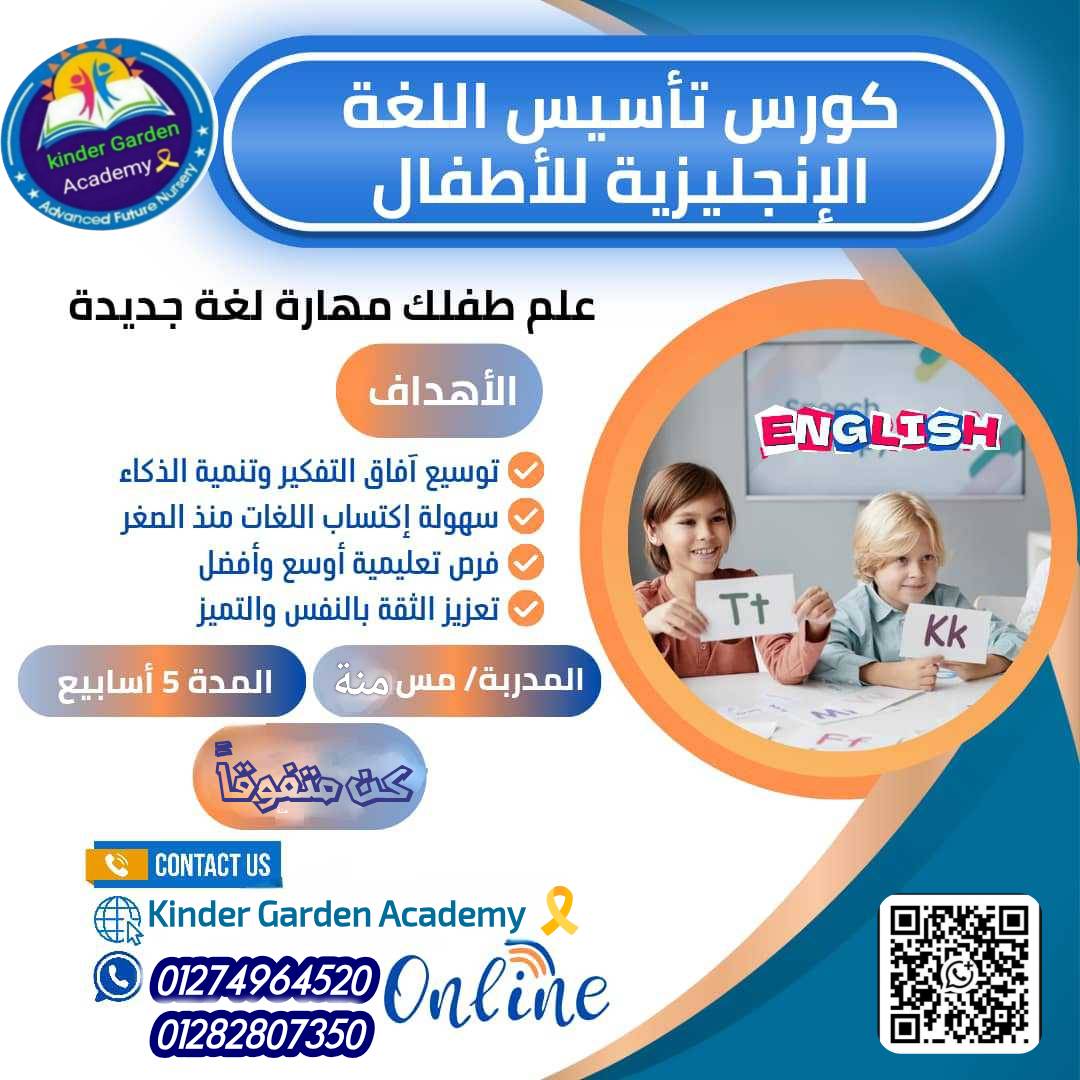 kinder Garden
Academy
Advanced Future Nursery
كورس تأسيس اللغة
الإنجليزية للأطفال
علم طفلك مهارة لغة جديدة
الأهداف
توسيع آفاق التفكير وتنمية الذكاء
سهولة إكتساب اللغات منذ الصغر
فرص تعليمية أوسع وأفضل
تعزيز الثقة بالنفس والتميز
Speech
ENGLISH
Tt
Kk
Ff
المدربة/ مس منة
المدة 5 أسابيع
كن متفوقاً
CONTACT US
Kinder Garden Academy
01274964520
01282807350
Online